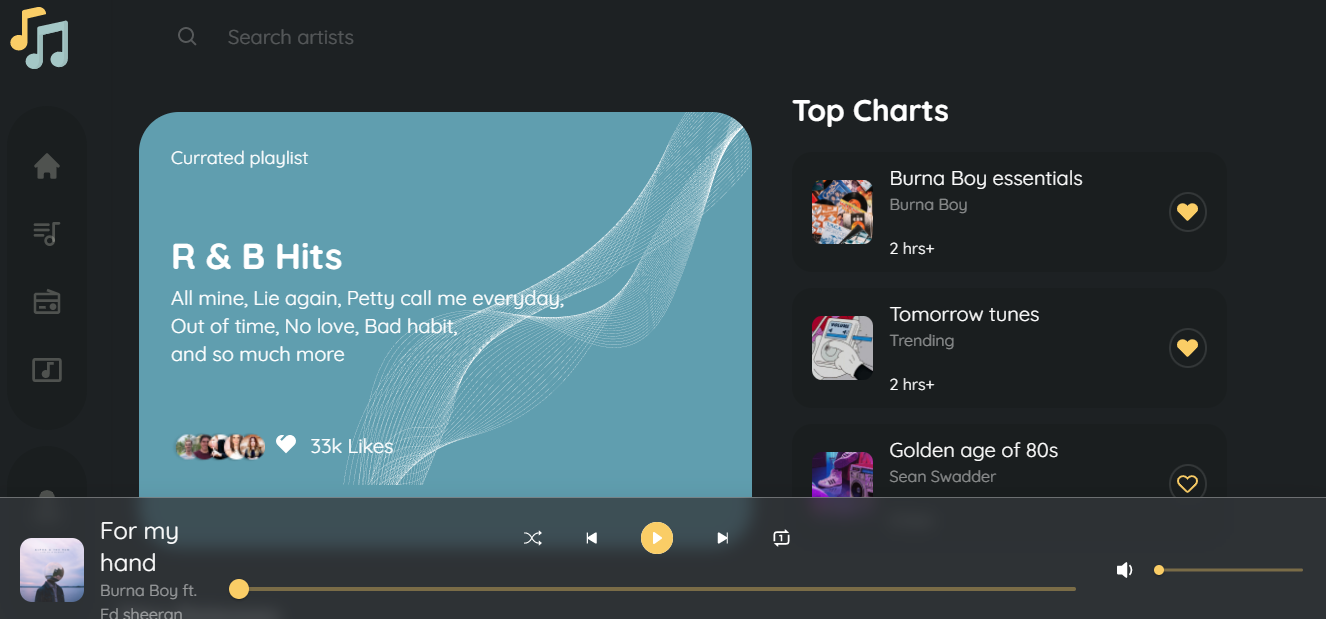 Search artists
Currated playlist
R & B Hits
All mine, Lie again, Petty call me everyday,
Out of time, No love, Bad habit,
and so much more
33k Likes
Top Charts
Burna Boy essentials
Burna Boy
2 hrs+
Tomorrow tunes
Trending
2 hrs+
Golden age of 80s
Sean Swadder
For my
hand
Burna Boy ft.
Ed sheeran
1